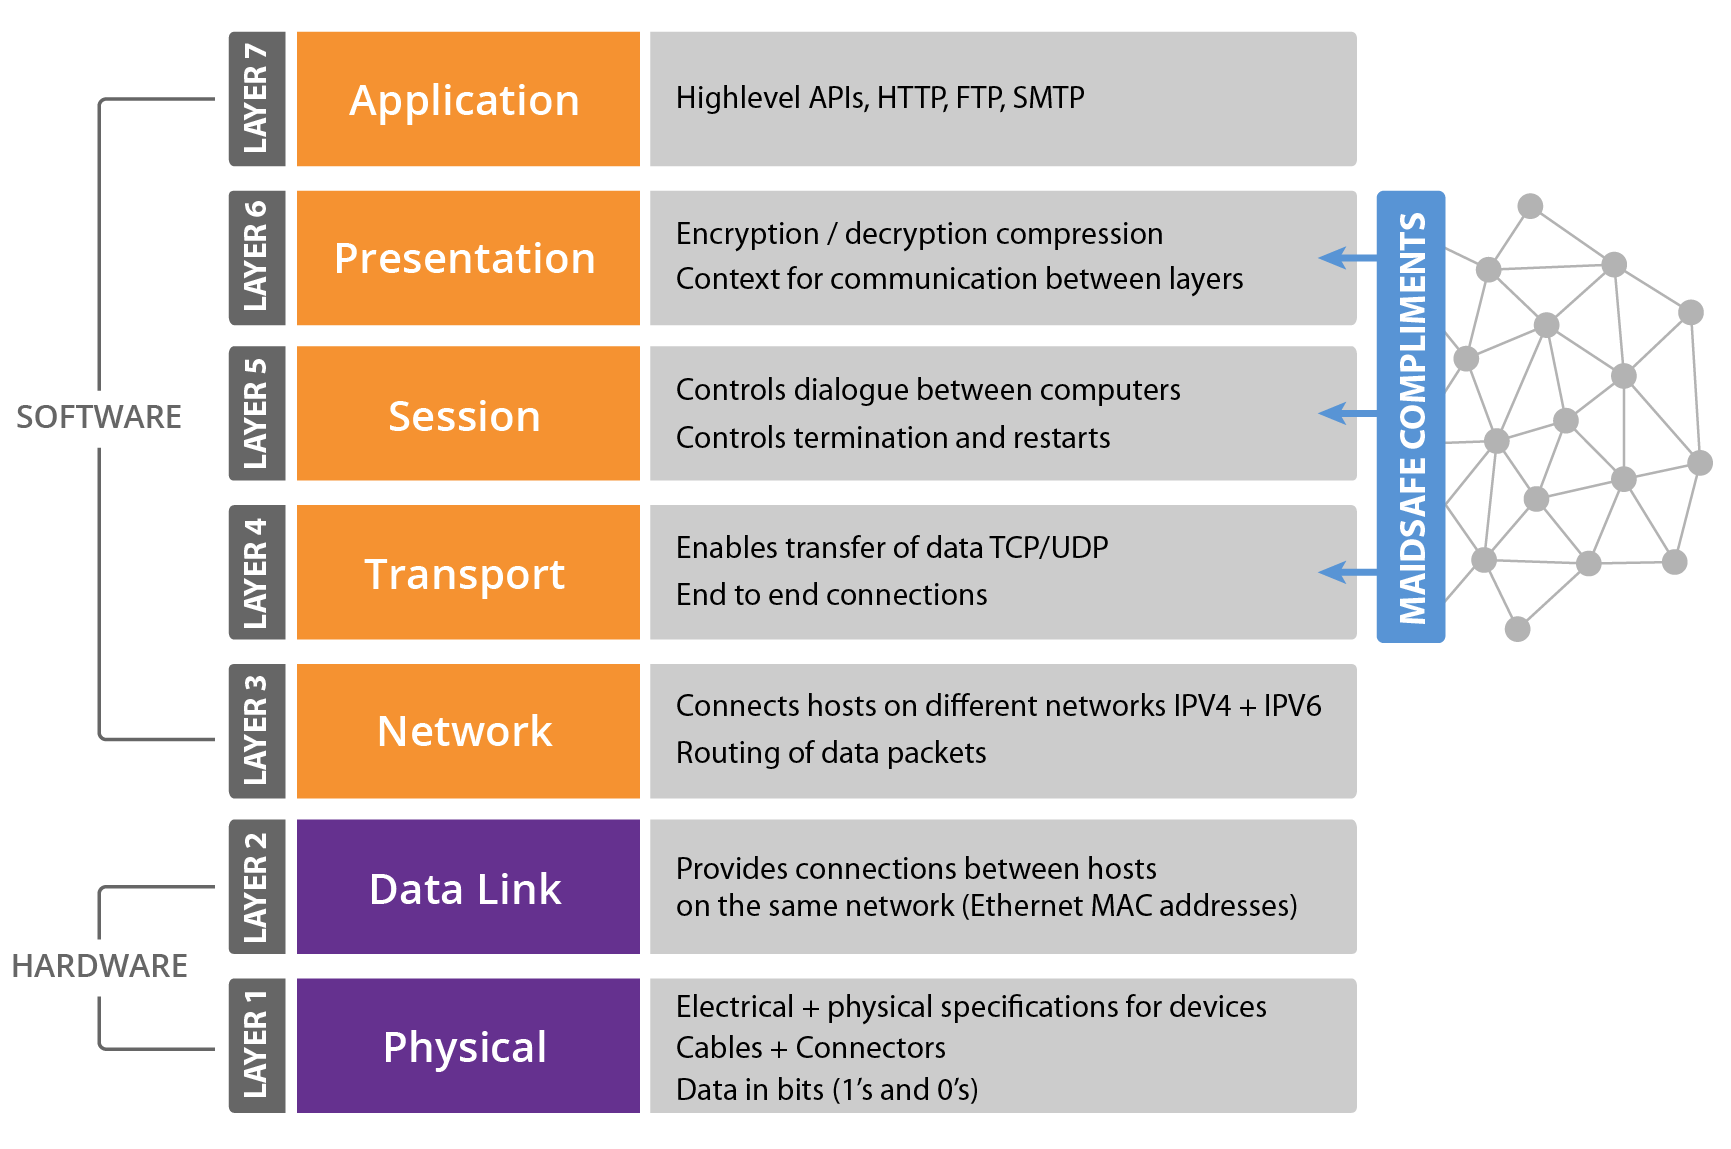 LAYER 7
Application
Highlevel APIs, HTTP, FTP, SMTP
LAYER 6
Presentation
Encryption / decryption compression
Context for communication between layers
LAYER 5
Session
Controls dialogue between computers
Controls termination and restarts
LAYER 4
Transport
Enables transfer of data TCP/UDP
End to end connections
LAYER 3
Network
Connects hosts on different networks IPV4 + IPV6
Routing of data packets
LAYER 2
Data Link
Provides connections between hosts
on the same network (Ethernet MAC addresses)
LAYER 1
Physical
Electrical + physical specifications for devices
Cables + Connectors
Data in bits (1’s and 0’s)
SOFTWARE
HARDWARE
MAIDSAFE COMPLIMENTS